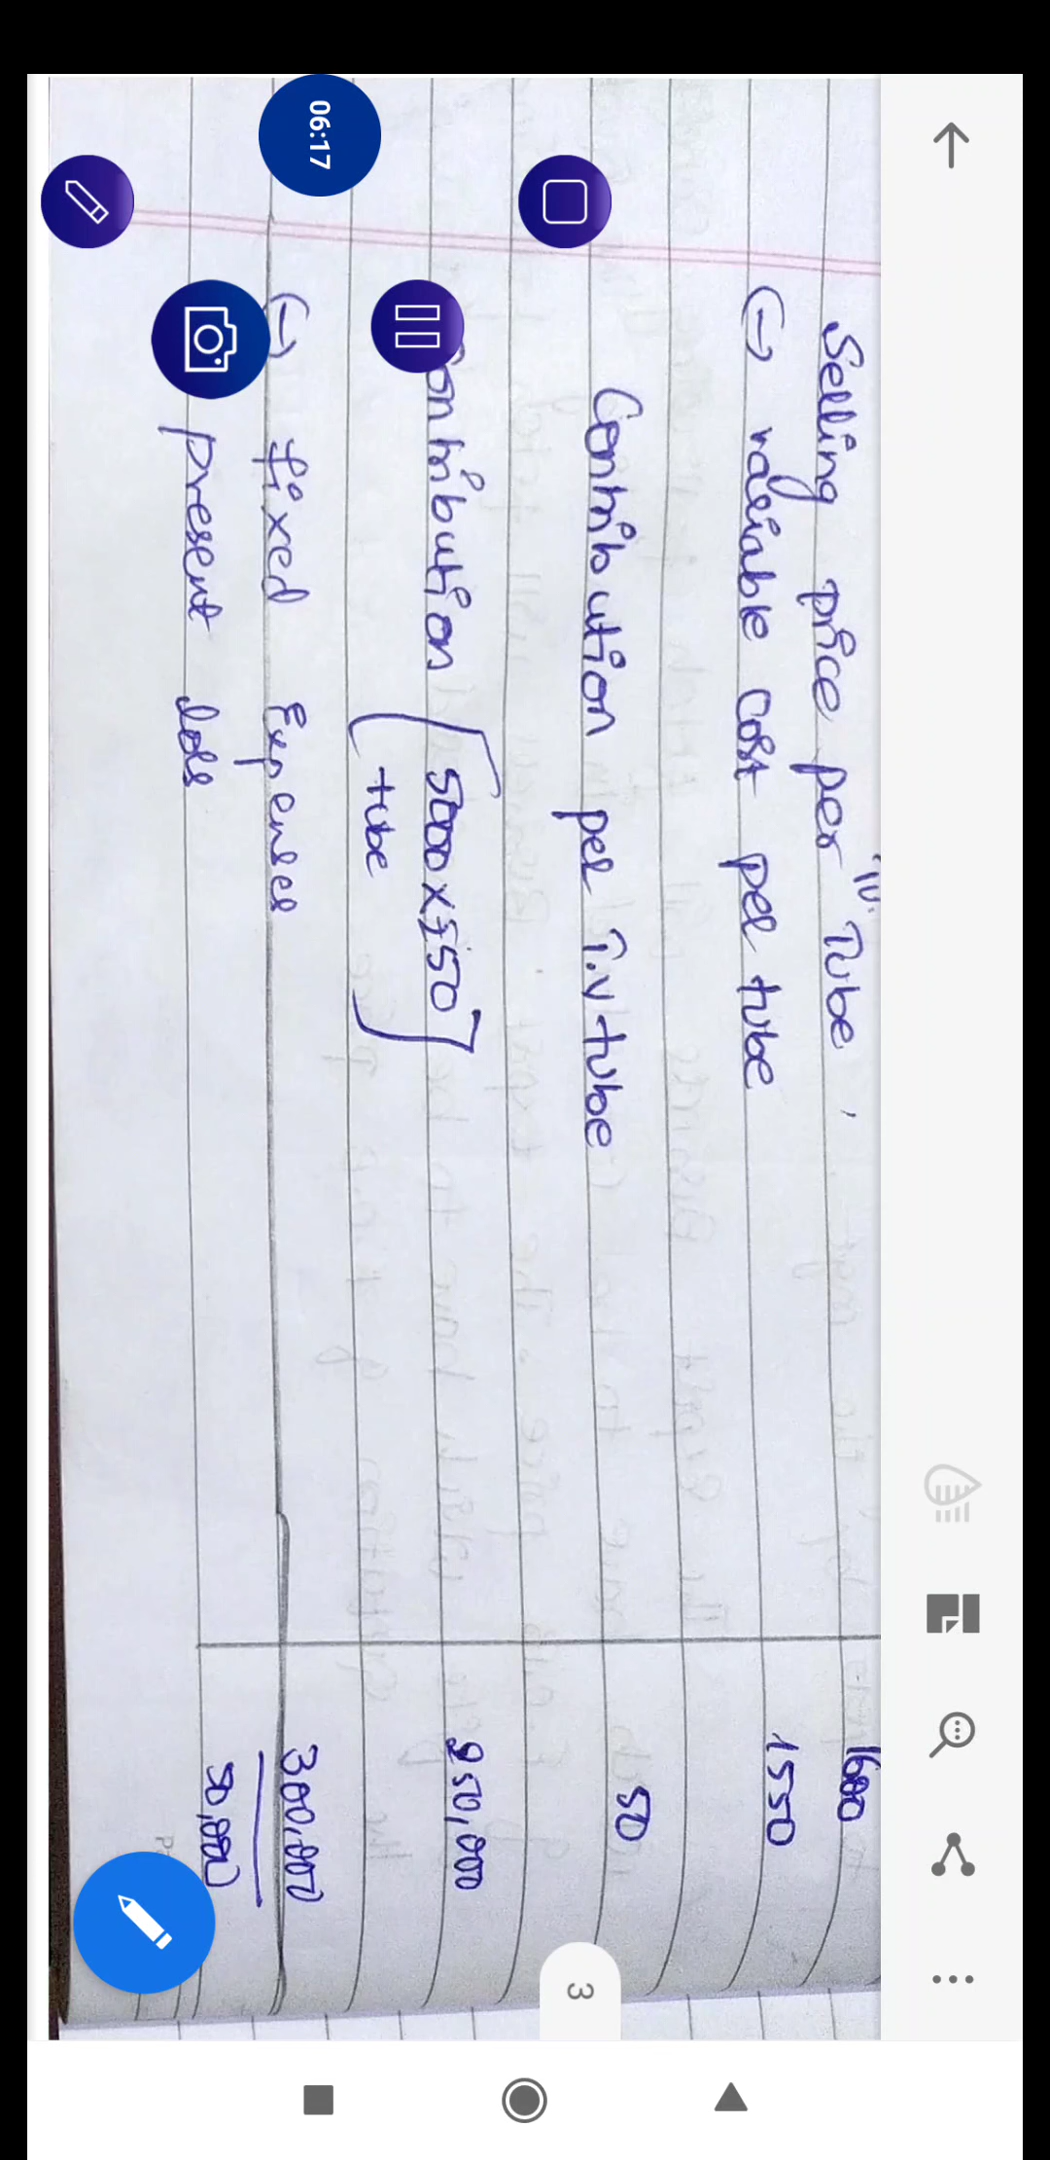 Selling price per Tube. 1600
(-) variable cost per tube 1550
Contribution per T.v tube 50
ontribution [5000 x 50] 250,000
tube
(-) fixed Expenses 300,000
present loss 50,000
06:17
3